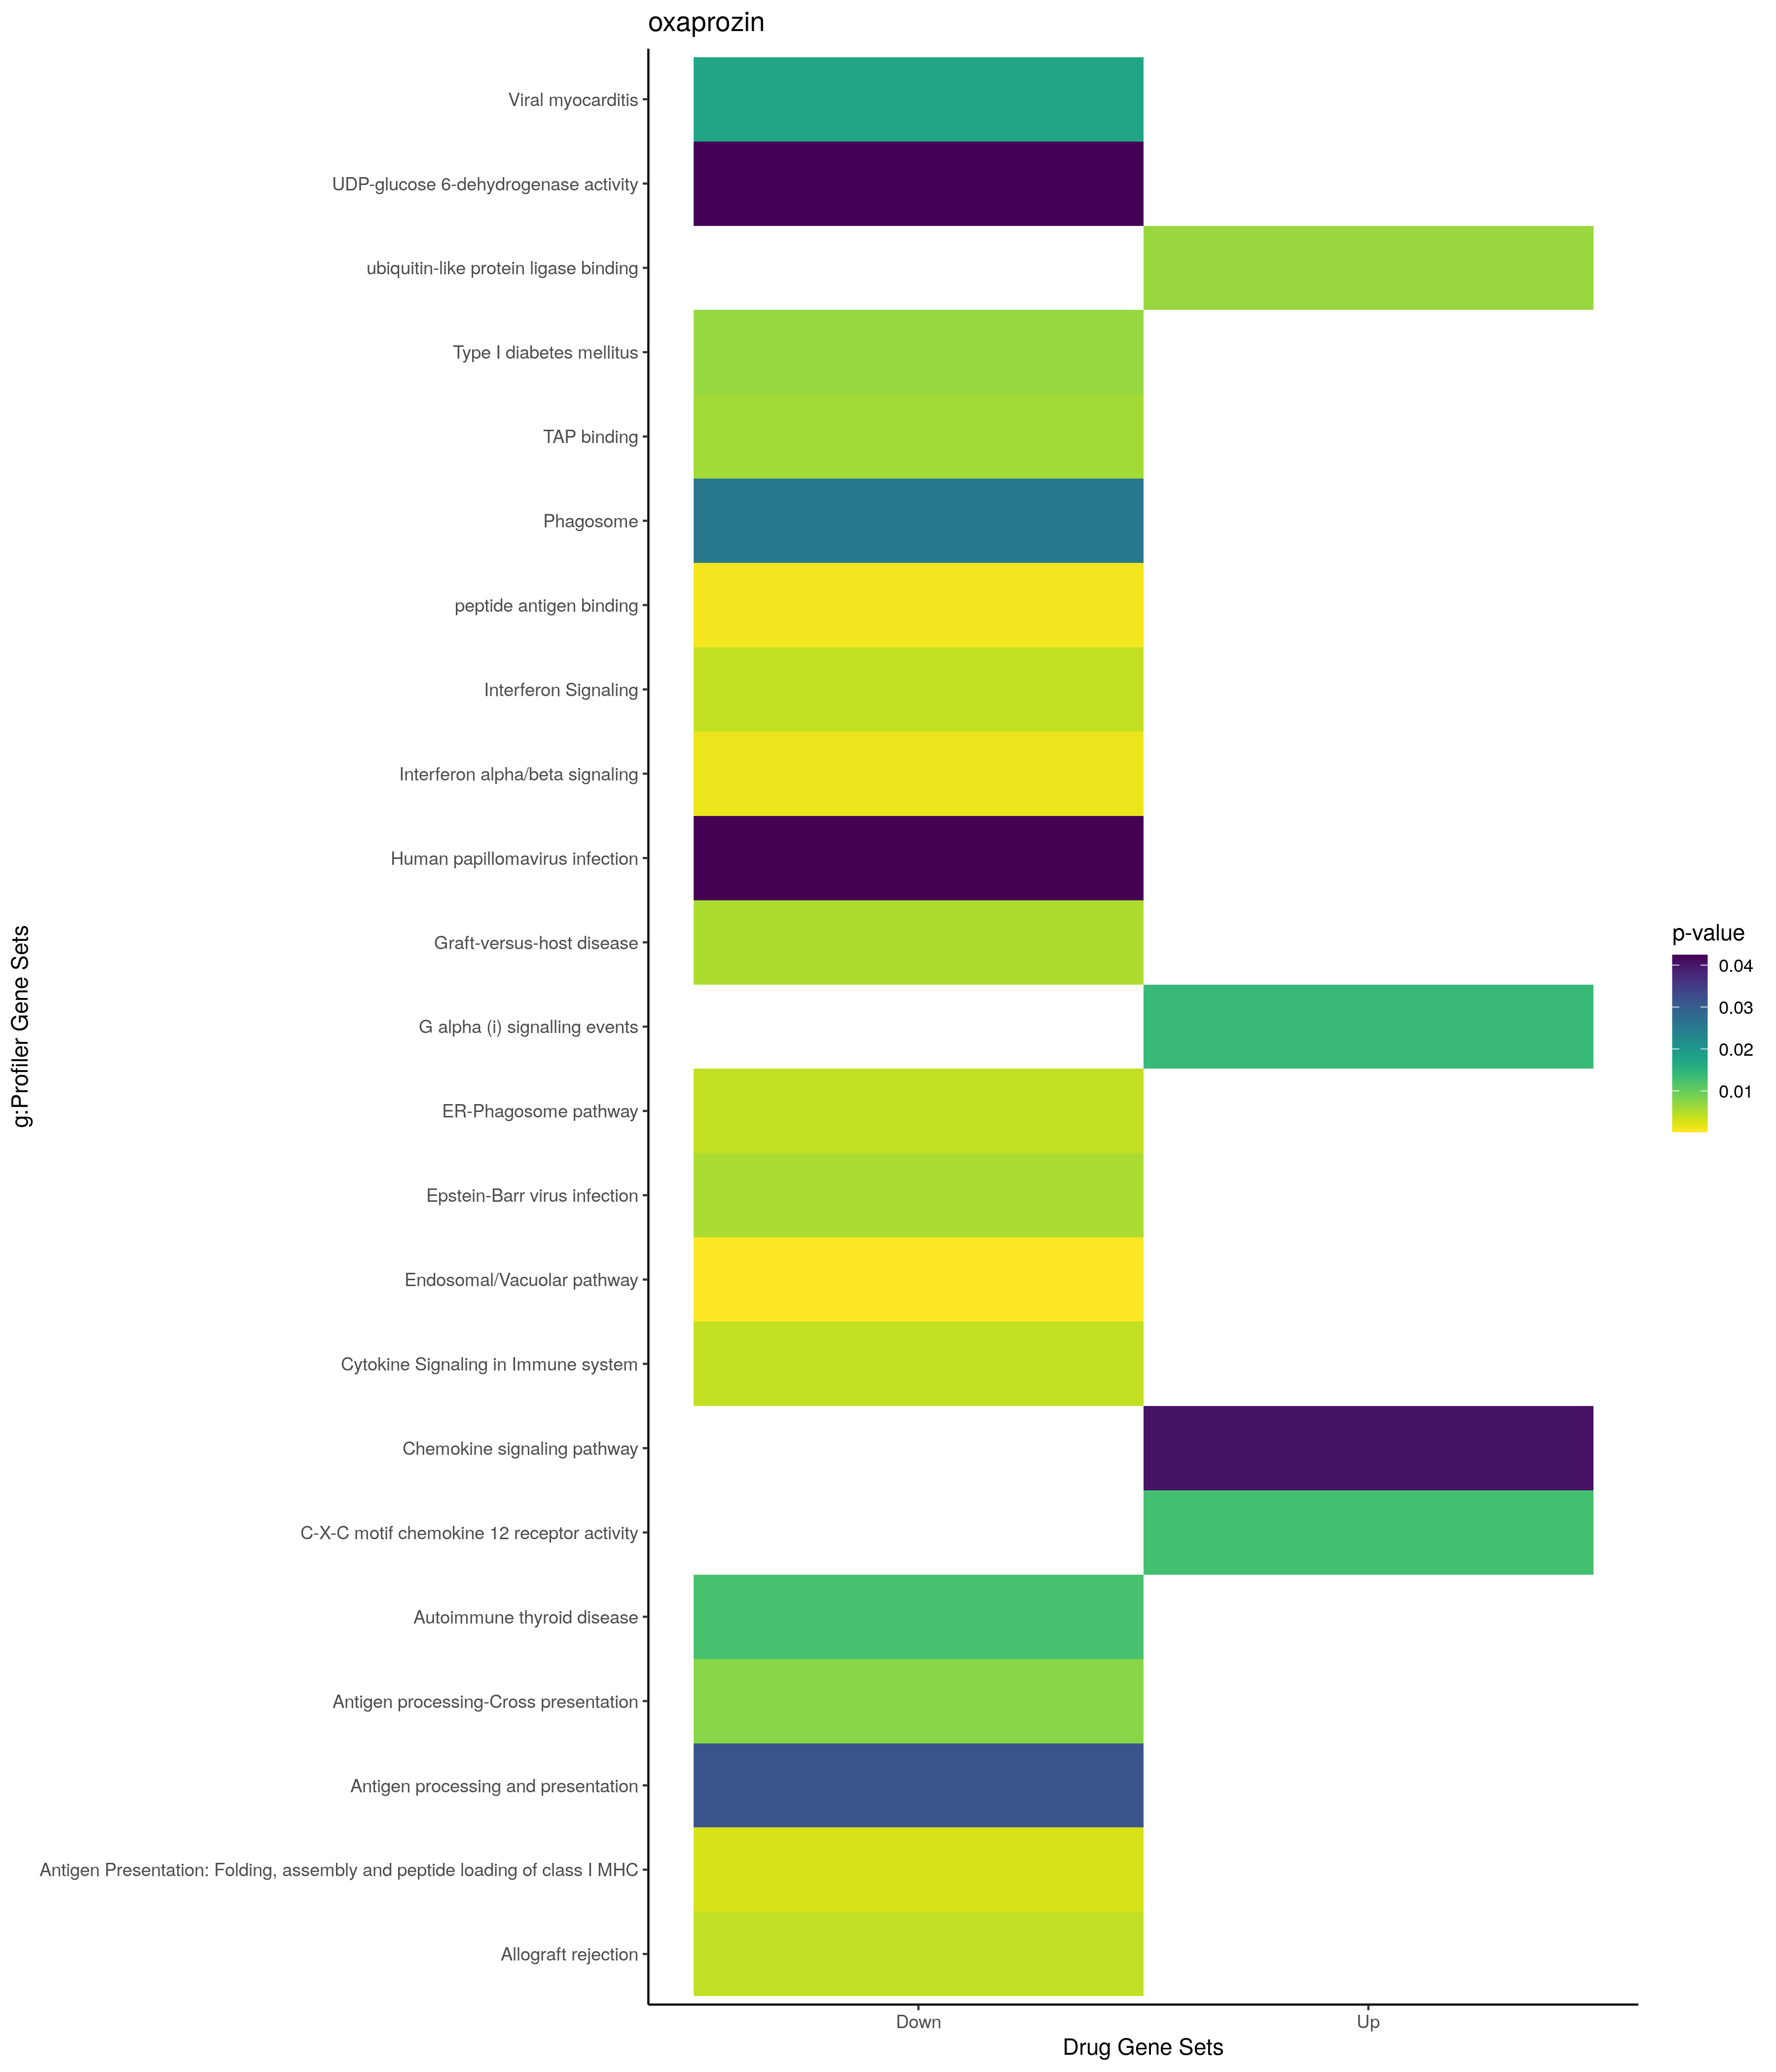 oxaprozin
Viral myocarditis
UDP-glucose 6-dehydrogenase activity
ubiquitin-like protein ligase binding
Type I diabetes mellitus
TAP binding
Phagosome
peptide antigen binding
Interferon Signaling
Interferon alpha/beta signaling
Human papillomavirus infection
Graft-versus-host disease
G alpha (i) signalling events
ER-Phagosome pathway
Epstein-Barr virus infection
Endosomal/Vacuolar pathway
Cytokine Signaling in Immune system
Chemokine signaling pathway
C-X-C motif chemokine 12 receptor activity
Autoimmune thyroid disease
Antigen processing-Cross presentation
Antigen processing and presentation
Antigen Presentation: Folding, assembly and peptide loading of class I MHC
Allograft rejection
g:Profiler Gene Sets
Down
Up
Drug Gene Sets
p-value
0.04
0.03
0.02
0.01